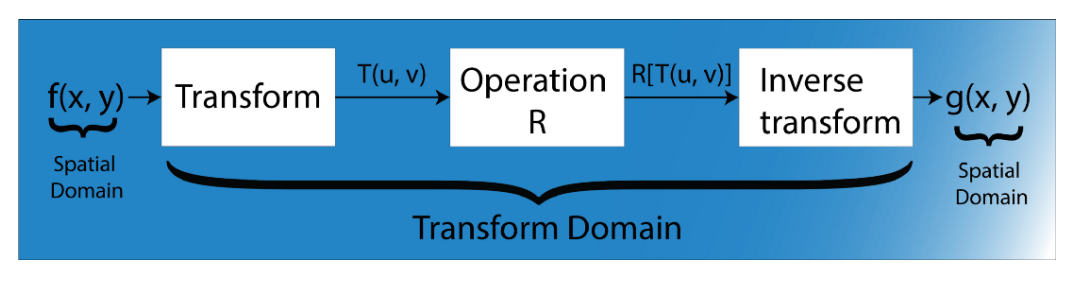 f(x, y)
Spatial
Domain
Transform
T(u, v)
Operation
R
R[T(u, v)]
Inverse
transform
g(x, y)
Spatial
Domain
Transform Domain